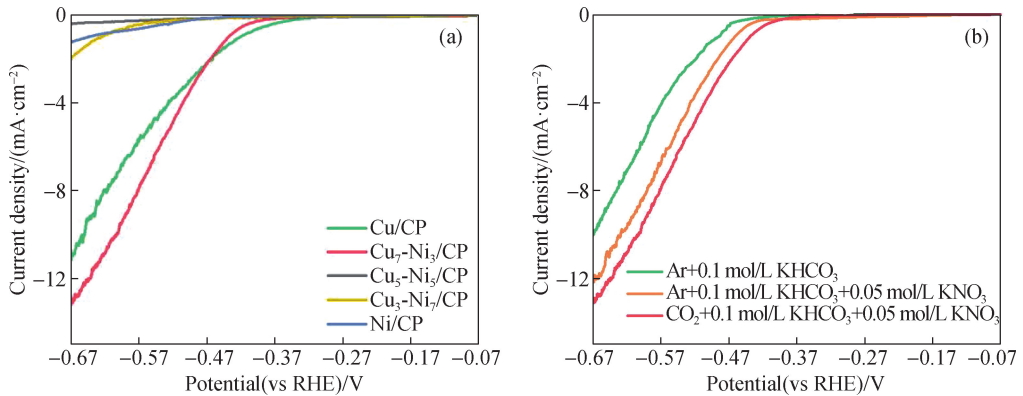 (a)
0
−4
−8
−12
Current density/(mA·cm⁻²)
Cu/CP
Cu₇-Ni₃/CP
Cu₅-Ni₅/CP
Cu₃-Ni₇/CP
Ni/CP
−0.67 −0.57 −0.47 −0.37 −0.27 −0.17 −0.07
Potential(vs RHE)/V
(b)
0
−4
−8
−12
Current density/(mA·cm⁻²)
Ar+0.1 mol/L KHCO₃
Ar+0.1 mol/L KHCO₃+0.05 mol/L KNO₃
CO₂+0.1 mol/L KHCO₃+0.05 mol/L KNO₃
−0.67 −0.57 −0.47 −0.37 −0.27 −0.17 −0.07
Potential(vs RHE)/V